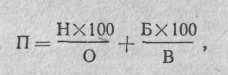 П = Н×100/О + Б×100/В ,